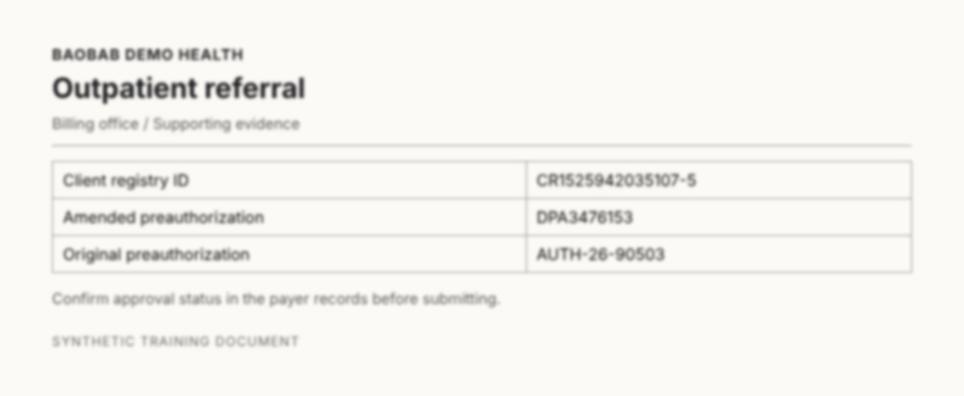 BAOBAB DEMO HEALTH
Outpatient referral
Billing office / Supporting evidence
Client registry ID CR1525942035107-5
Amended preauthorization DPA3476153
Original preauthorization AUTH-26-90503
Confirm approval status in the payer records before submitting.
SYNTHETIC TRAINING DOCUMENT